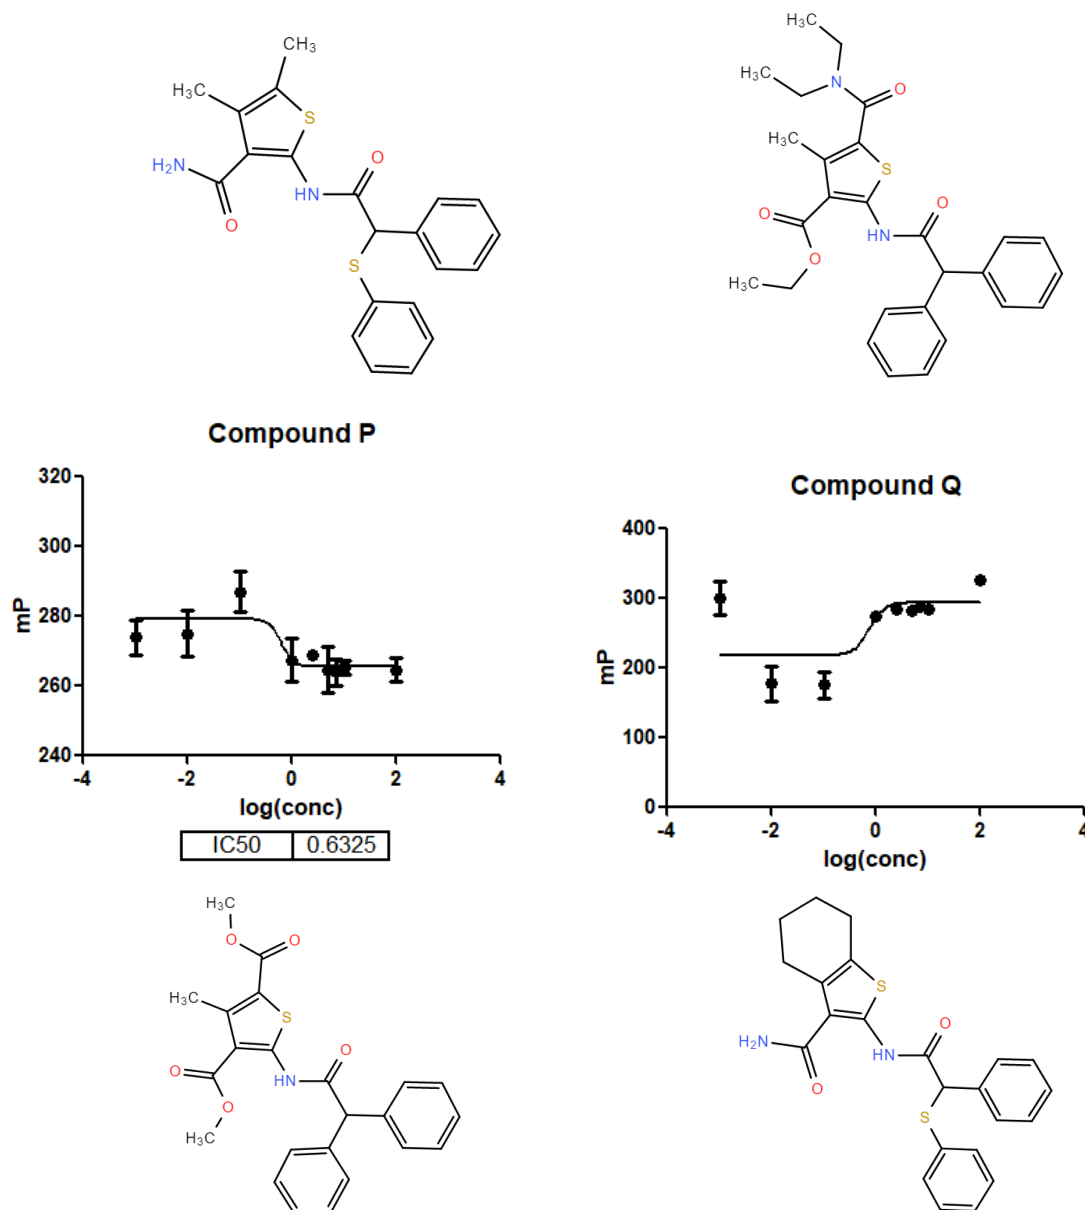 CH₃
H₃C
S
H₂N
O
HN
O
S
H₃C
H₃C
N
O
H₃C
S
O
O
HN
O
H₃C
Compound P
320
300
280
260
240
mP
-4
-2
0
2
4
log(conc)
IC50 0.6325
Compound Q
400
300
200
100
0
mP
-4
-2
0
2
4
log(conc)
H₃C
O
O
H₃C
S
O
O
HN
O
H₃C
S
H₂N
O
HN
O
S